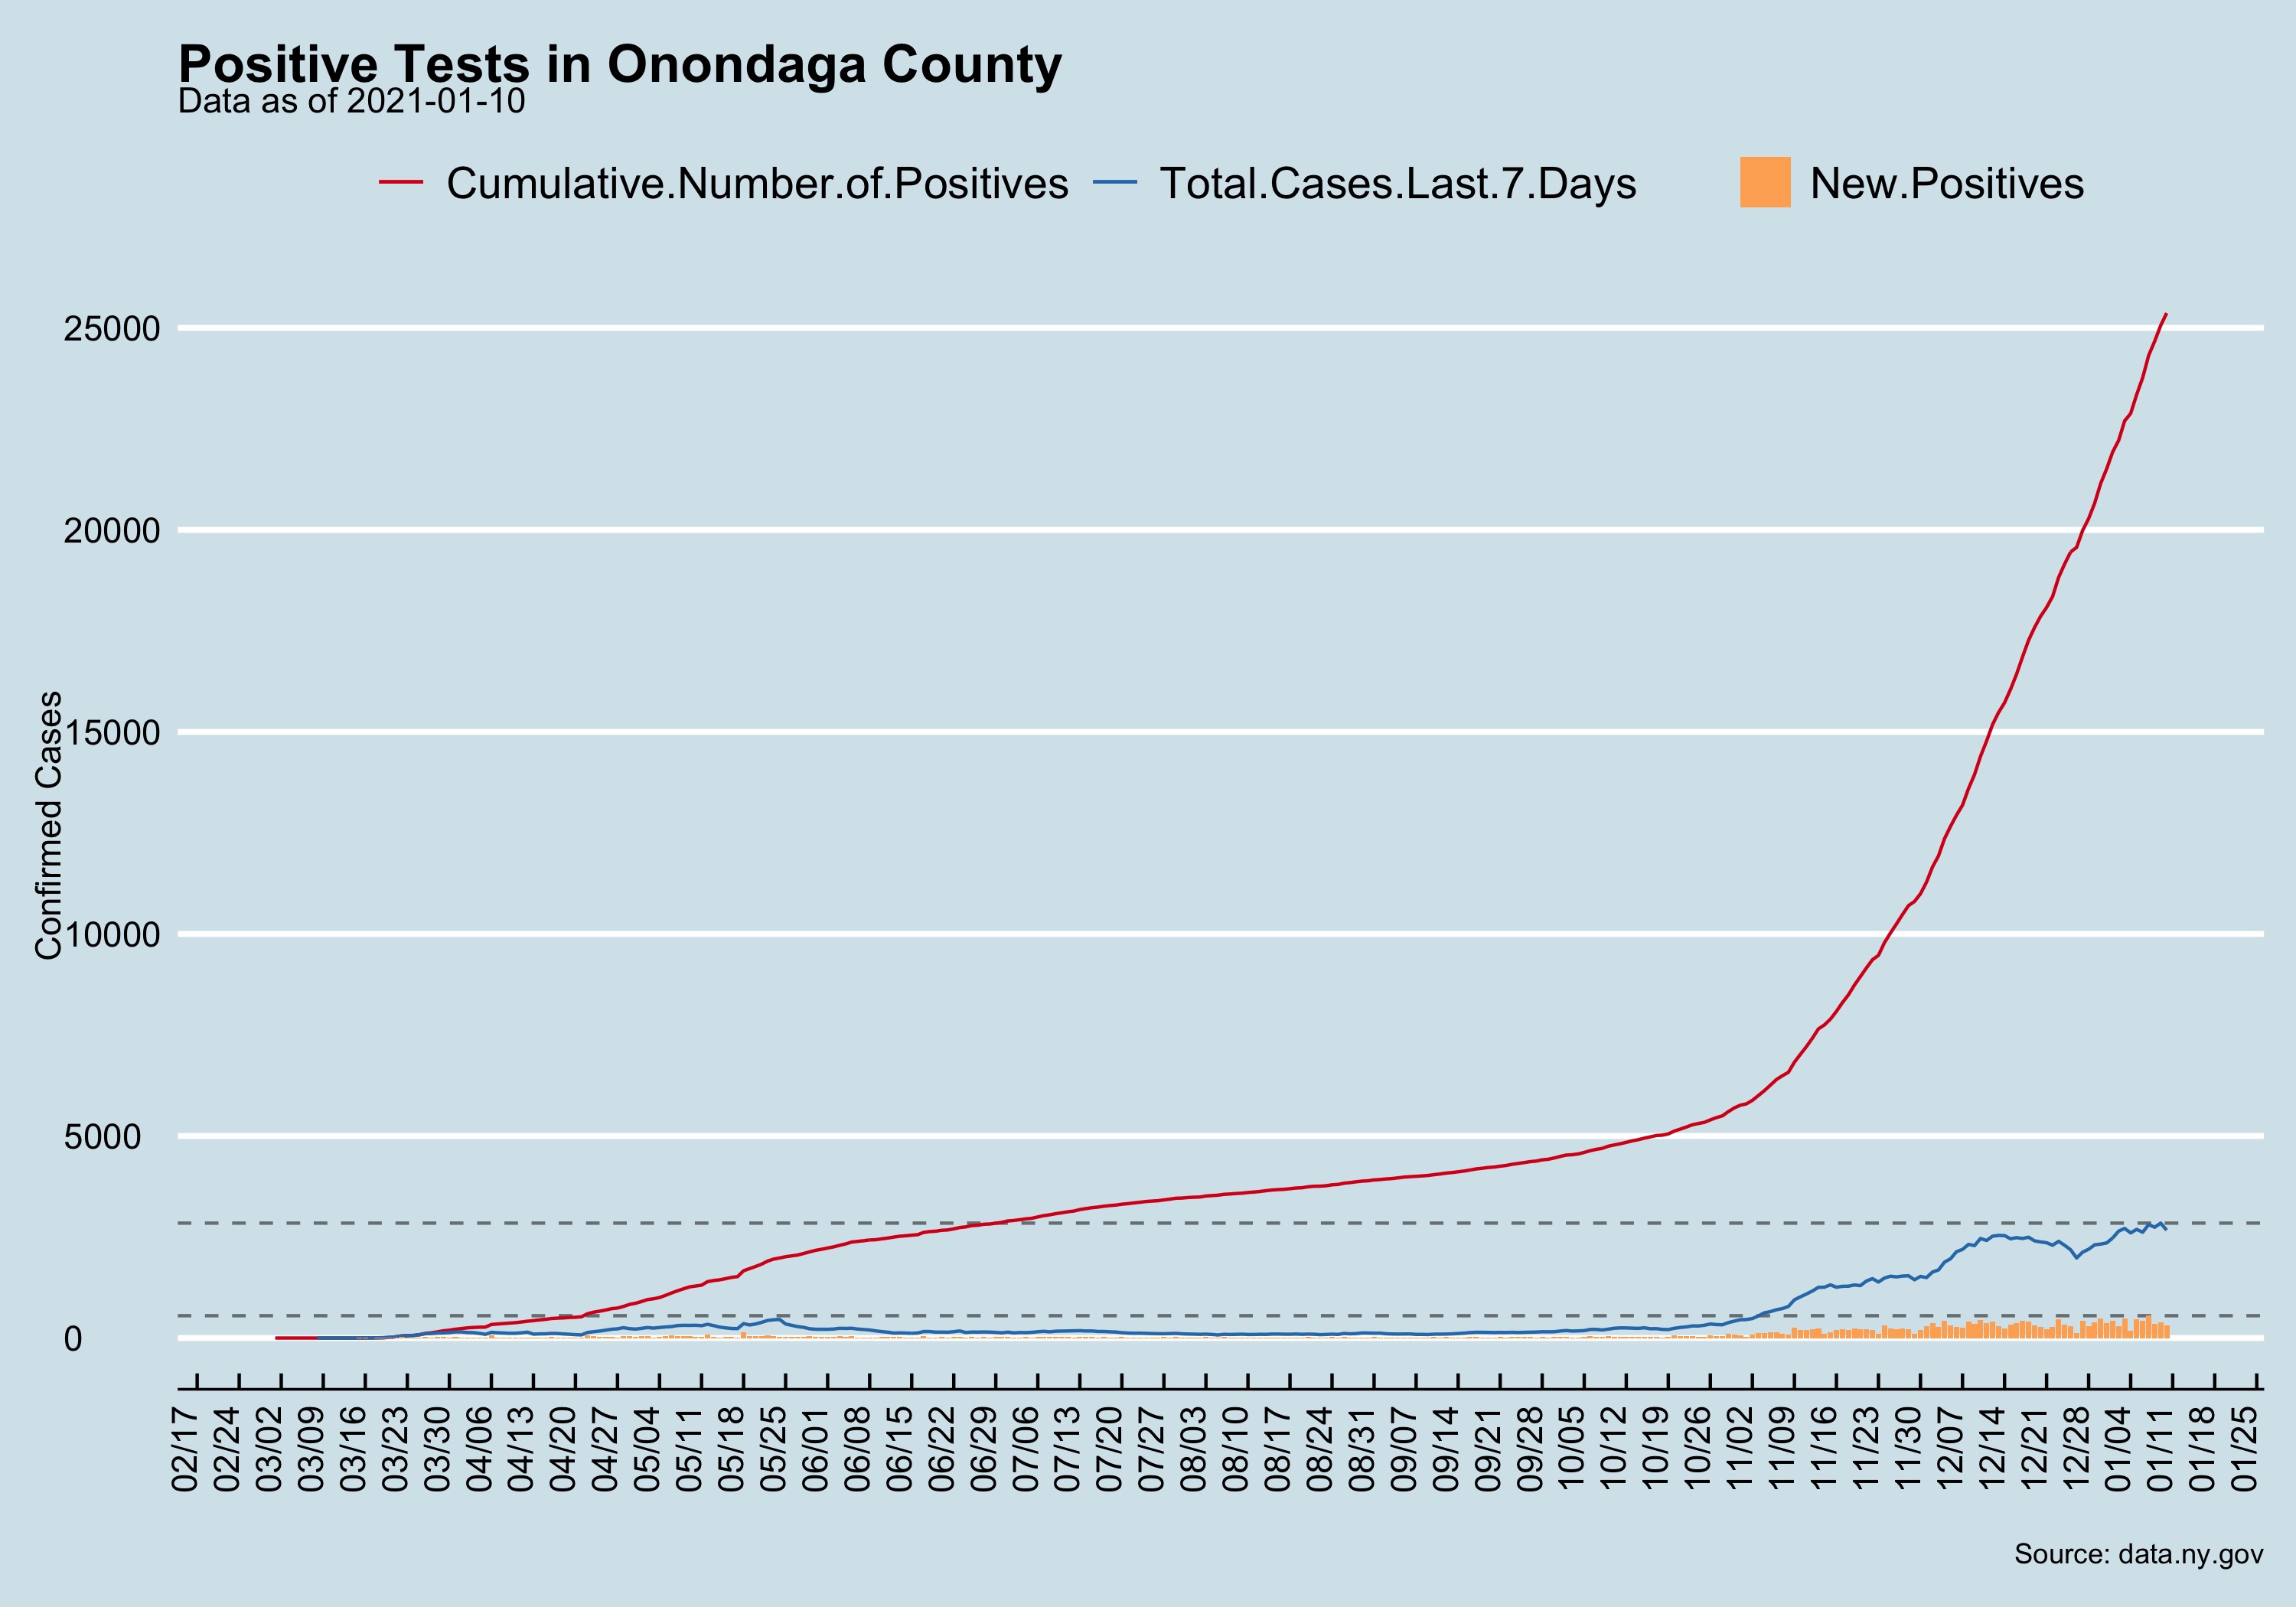 Positive Tests in Onondaga County
Data as of 2021-01-10
Cumulative.Number.of.Positives Total.Cases.Last.7.Days New.Positives
Confirmed Cases
25000
20000
15000
10000
5000
0
02/17 02/24 03/02 03/09 03/16 03/23 03/30 04/06 04/13 04/20 04/27 05/04 05/11 05/18 05/25 06/01 06/08 06/15 06/22 06/29 07/06 07/13 07/20 07/27 08/03 08/10 08/17 08/24 08/31 09/07 09/14 09/21 09/28 10/05 10/12 10/19 10/26 11/02 11/09 11/16 11/23 11/30 12/07 12/14 12/21 12/28 01/04 01/11 01/18 01/25
Source: data.ny.gov